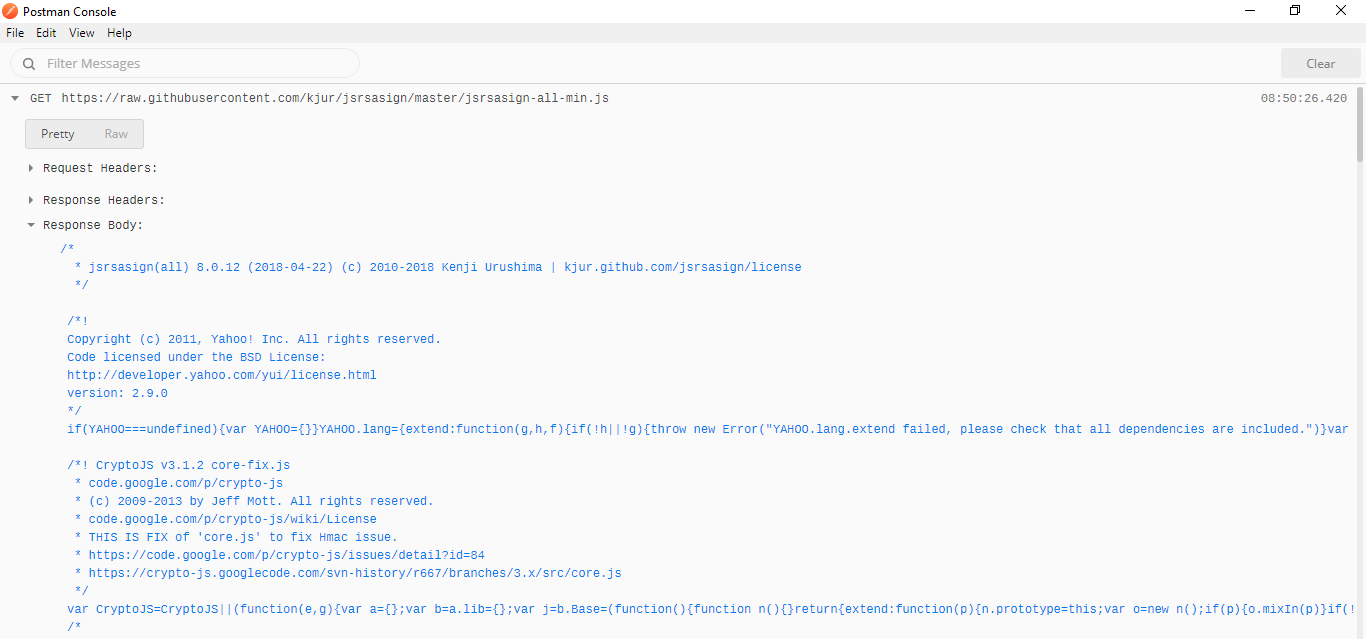 Postman Console
File Edit View Help
Filter Messages
Clear
GET https://raw.githubusercontent.com/kjur/jsrsasign/master/jsrsasign-all-min.js 08:50:26.420
Pretty Raw
Request Headers:
Response Headers:
Response Body:
/*
* jsrsasign(all) 8.0.12 (2018-04-22) (c) 2010-2018 Kenji Urushima | kjur.github.com/jsrsasign/license
*/
/*!
Copyright (c) 2011, Yahoo! Inc. All rights reserved.
Code licensed under the BSD License:
http://developer.yahoo.com/yui/license.html
version: 2.9.0
*/
if(YAHOO===undefined){var YAHOO={}}YAHOO.lang={extend:function(g,h,f){if(!h||!g){throw new Error("YAHOO.lang.extend failed, please check that all dependencies are included.")}var
/*! CryptoJS v3.1.2 core-fix.js
* code.google.com/p/crypto-js
* (c) 2009-2013 by Jeff Mott. All rights reserved.
* code.google.com/p/crypto-js/wiki/License
* THIS IS FIX of 'core.js' to fix Hmac issue.
* https://code.google.com/p/crypto-js/issues/detail?id=84
* https://crypto-js.googlecode.com/svn-history/r667/branches/3.x/src/core.js
*/
var CryptoJS=CryptoJS||(function(e,g){var a={};var b=a.lib={};var j=b.Base=(function(){function n(){}return{extend:function(p){n.prototype=this;var o=new n();if(p){o.mixIn(p)}if(!
/*